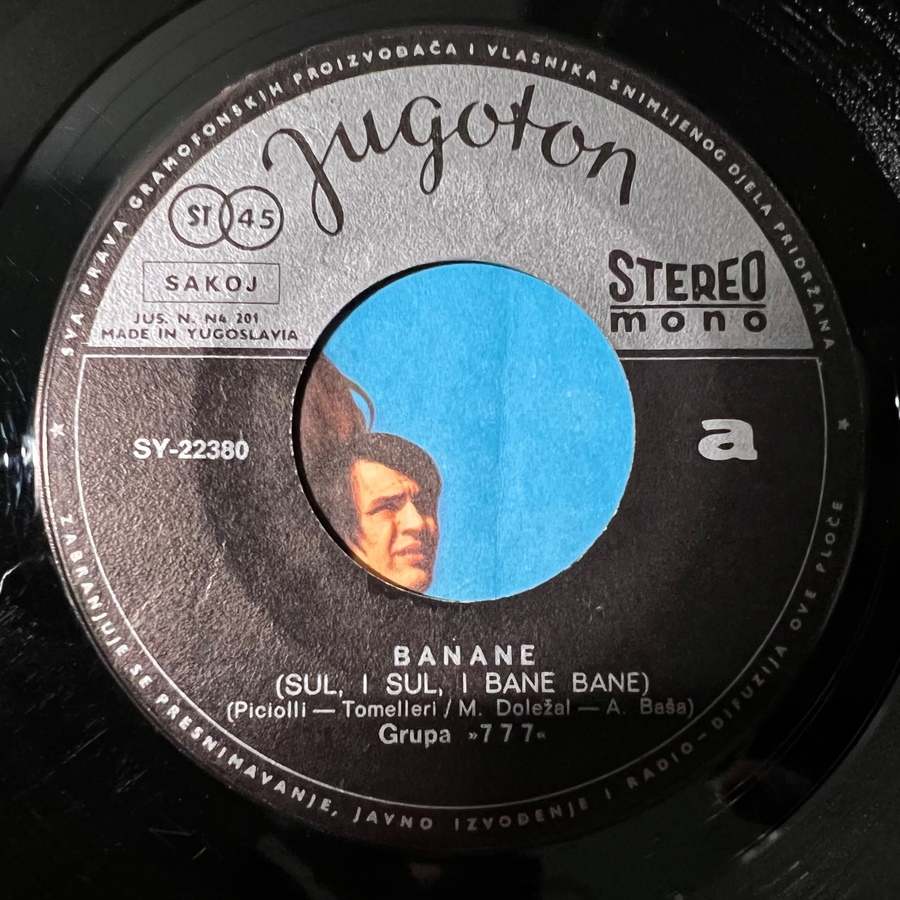 SVA PRAVA GRAMOFONSKIH PROIZVOĐAČA I VLASNIKA SNIMLJENOG DJELA PRIDRŽANA
jugoton
ST 45
SAKOJ
JUS. N. N4 201
MADE IN YUGOSLAVIA
STEREO
mono
SY-22380
a
BANANE
(SUL, I SUL, I BANE BANE)
(Piciolli — Tomelleri / M. Doležal — A. Baša)
Grupa »777«
ZABRANJUJE SE PRESNIMAVANJE, JAVNO IZVOĐENJE I RADIO-DIFUZIJA OVE PLOČE